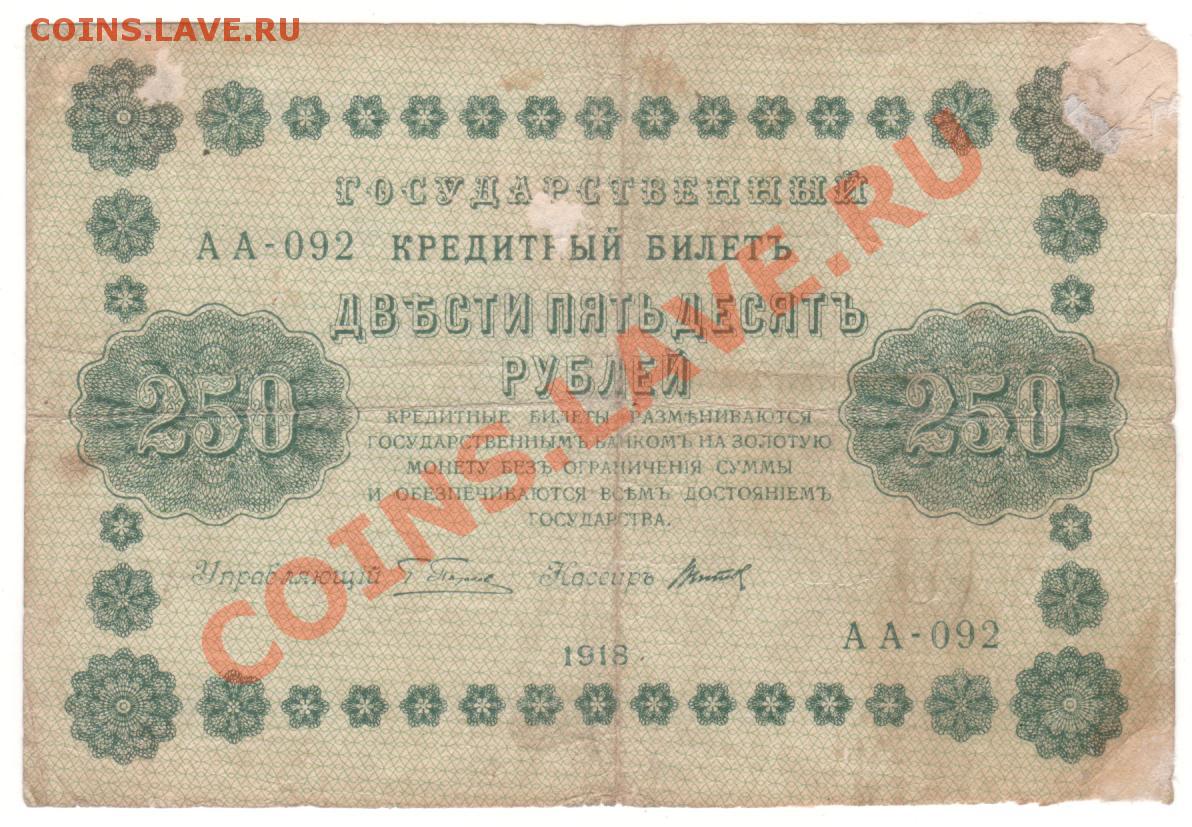 COINS.LAVE.RU
ГОСУДАРСТВЕННЫЙ
АА-092 КРЕДИТНЫЙ БИЛЕТЪ
ДВѢСТИ ПЯТЬДЕСЯТЪ
РУБЛЕЙ
250
250
КРЕДИТНЫЕ БИЛЕТЫ РАЗМѢНИВАЮТСЯ
ГОСУДАРСТВЕННЫМЪ БАНКОМЪ НА ЗОЛОТУЮ
МОНЕТУ БЕЗЪ ОГРАНИЧЕНІЯ СУММЫ
И ОБЕЗПЕЧИВАЮТСЯ ВСѢМЪ ДОСТОЯНІЕМЪ
ГОСУДАРСТВА.
Управляющій Кассиръ
АА-092
1918.
COINS.LAVE.RU